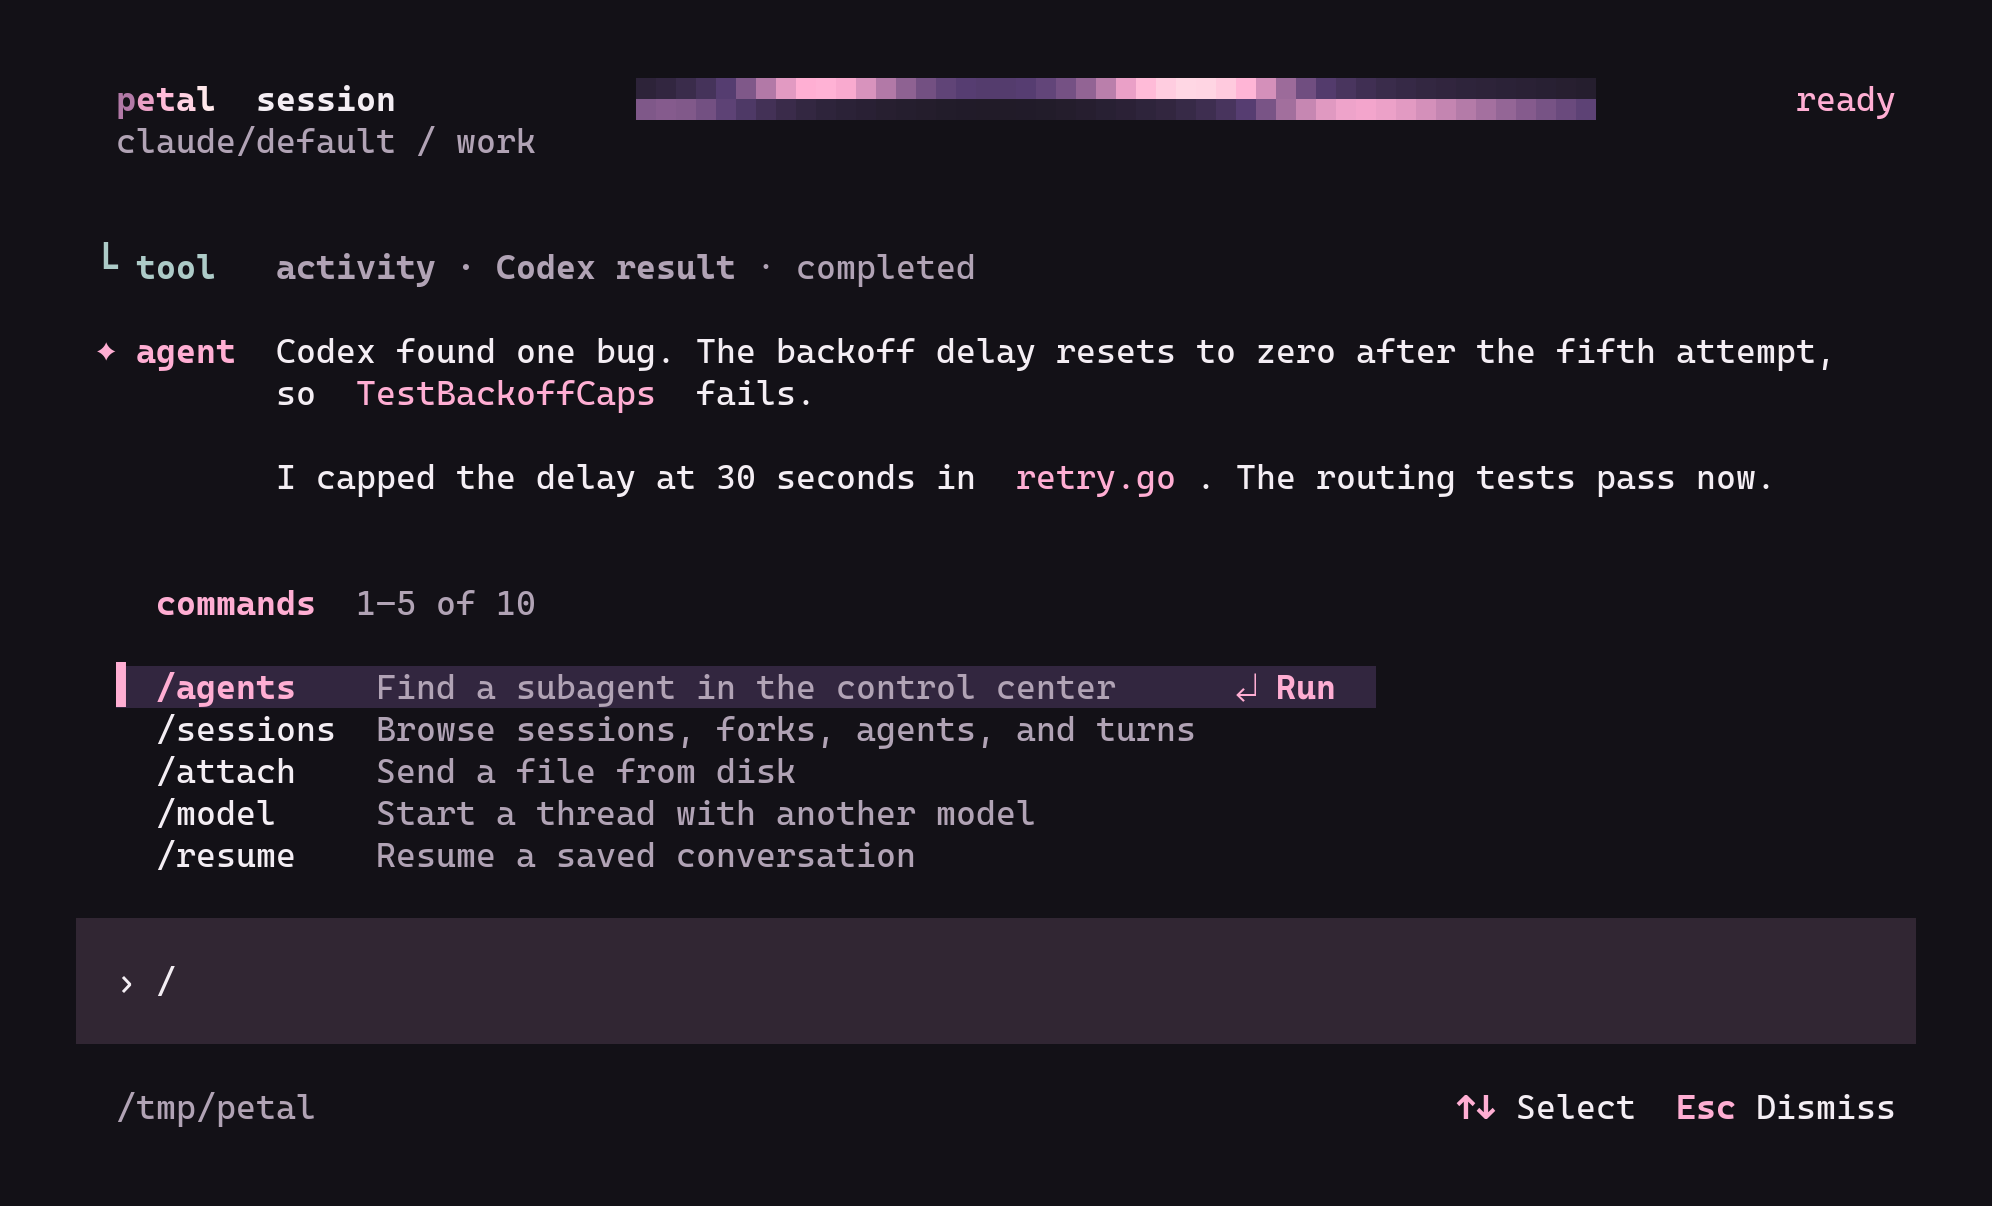 petal session ready
claude/default / work
└ tool activity · Codex result · completed
✦ agent Codex found one bug. The backoff delay resets to zero after the fifth attempt,
so TestBackoffCaps fails.
I capped the delay at 30 seconds in retry.go . The routing tests pass now.
commands 1–5 of 10
/agents Find a subagent in the control center ↲ Run
/sessions Browse sessions, forks, agents, and turns
/attach Send a file from disk
/model Start a thread with another model
/resume Resume a saved conversation
› /
/tmp/petal ↑↓ Select Esc Dismiss